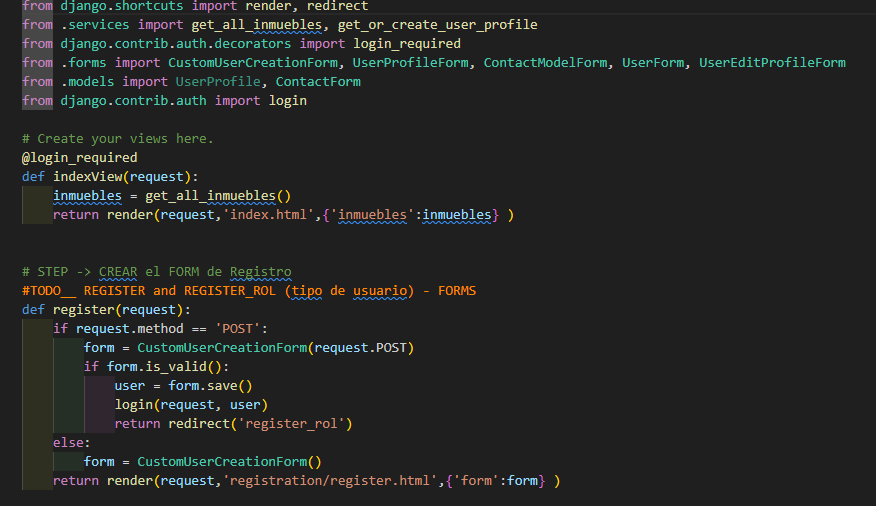 from django.shortcuts import render, redirect
from .services import get_all_inmuebles, get_or_create_user_profile
from django.contrib.auth.decorators import login_required
from .forms import CustomUserCreationForm, UserProfileForm, ContactModelForm, UserForm, UserEditProfileForm
from .models import UserProfile, ContactForm
from django.contrib.auth import login

# Create your views here.
@login_required
def indexView(request):
    inmuebles = get_all_inmuebles()
    return render(request,'index.html',{'inmuebles':inmuebles} )


# STEP -> CREAR el FORM de Registro
#TODO__ REGISTER and REGISTER_ROL (tipo de usuario) - FORMS
def register(request):
    if request.method == 'POST':
        form = CustomUserCreationForm(request.POST)
        if form.is_valid():
            user = form.save()
            login(request, user)
            return redirect('register_rol')
    else:
        form = CustomUserCreationForm()
    return render(request,'registration/register.html',{'form':form} )